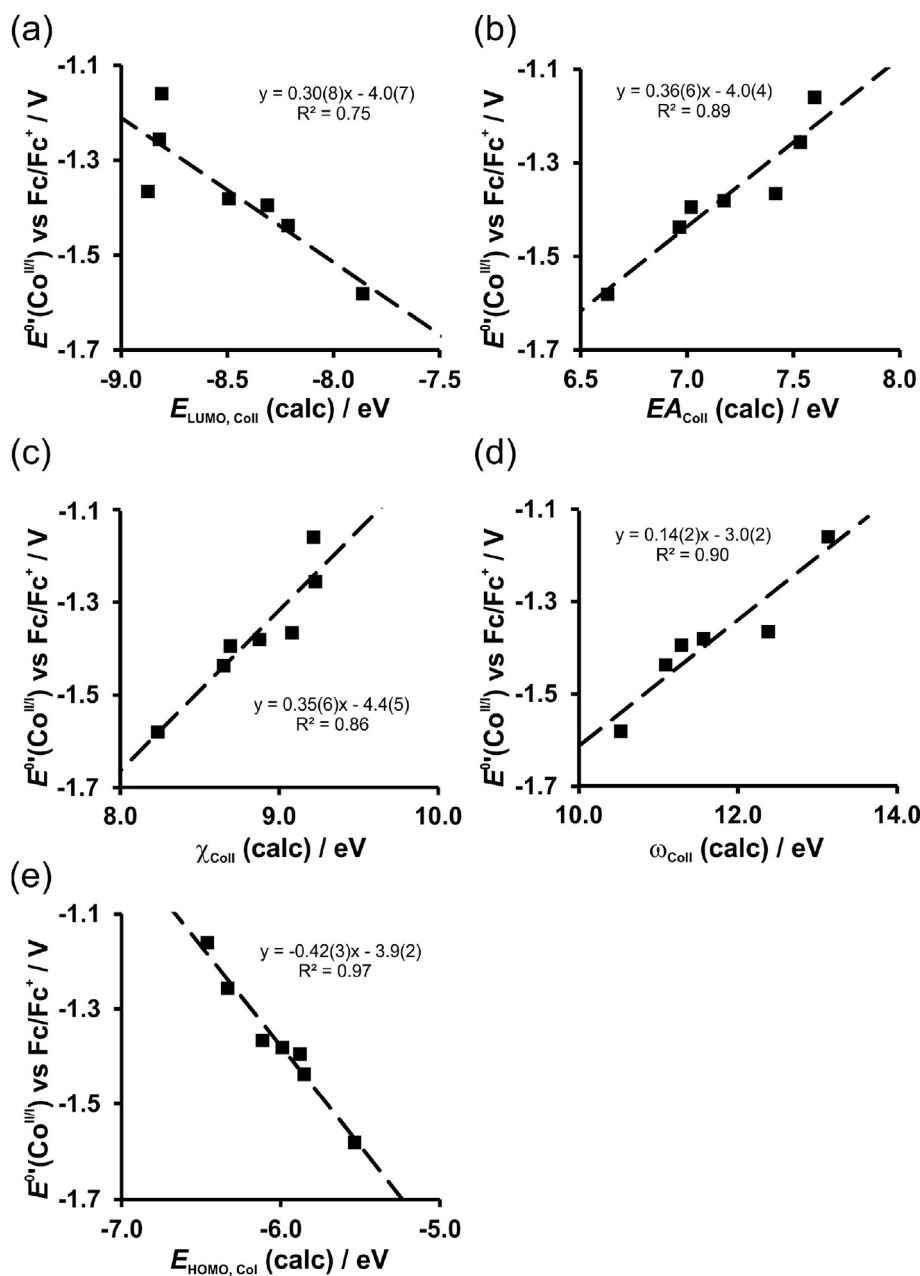 (a)
-1.1
-1.3
-1.5
-1.7
E⁰'(Coᴵᴵ/ᴵ) vs Fc/Fc⁺ / V
y = 0.30(8)x - 4.0(7)
R² = 0.75
-9.0 -8.5 -8.0 -7.5
E LUMO, CoII (calc) / eV
(b)
-1.1
-1.3
-1.5
-1.7
E⁰'(Coᴵᴵ/ᴵ) vs Fc/Fc⁺ / V
y = 0.36(6)x - 4.0(4)
R² = 0.89
6.5 7.0 7.5 8.0
EA CoII (calc) / eV
(c)
-1.1
-1.3
-1.5
-1.7
E⁰'(Coᴵᴵ/ᴵ) vs Fc/Fc⁺ / V
y = 0.35(6)x - 4.4(5)
R² = 0.86
8.0 9.0 10.0
χ CoII (calc) / eV
(d)
-1.1
-1.3
-1.5
-1.7
E⁰'(Coᴵᴵ/ᴵ) vs Fc/Fc⁺ / V
y = 0.14(2)x - 3.0(2)
R² = 0.90
10.0 12.0 14.0
ω CoII (calc) / eV
(e)
-1.1
-1.3
-1.5
-1.7
E⁰'(Coᴵᴵ/ᴵ) vs Fc/Fc⁺ / V
y = -0.42(3)x - 3.9(2)
R² = 0.97
-7.0 -6.0 -5.0
E HOMO, CoI (calc) / eV